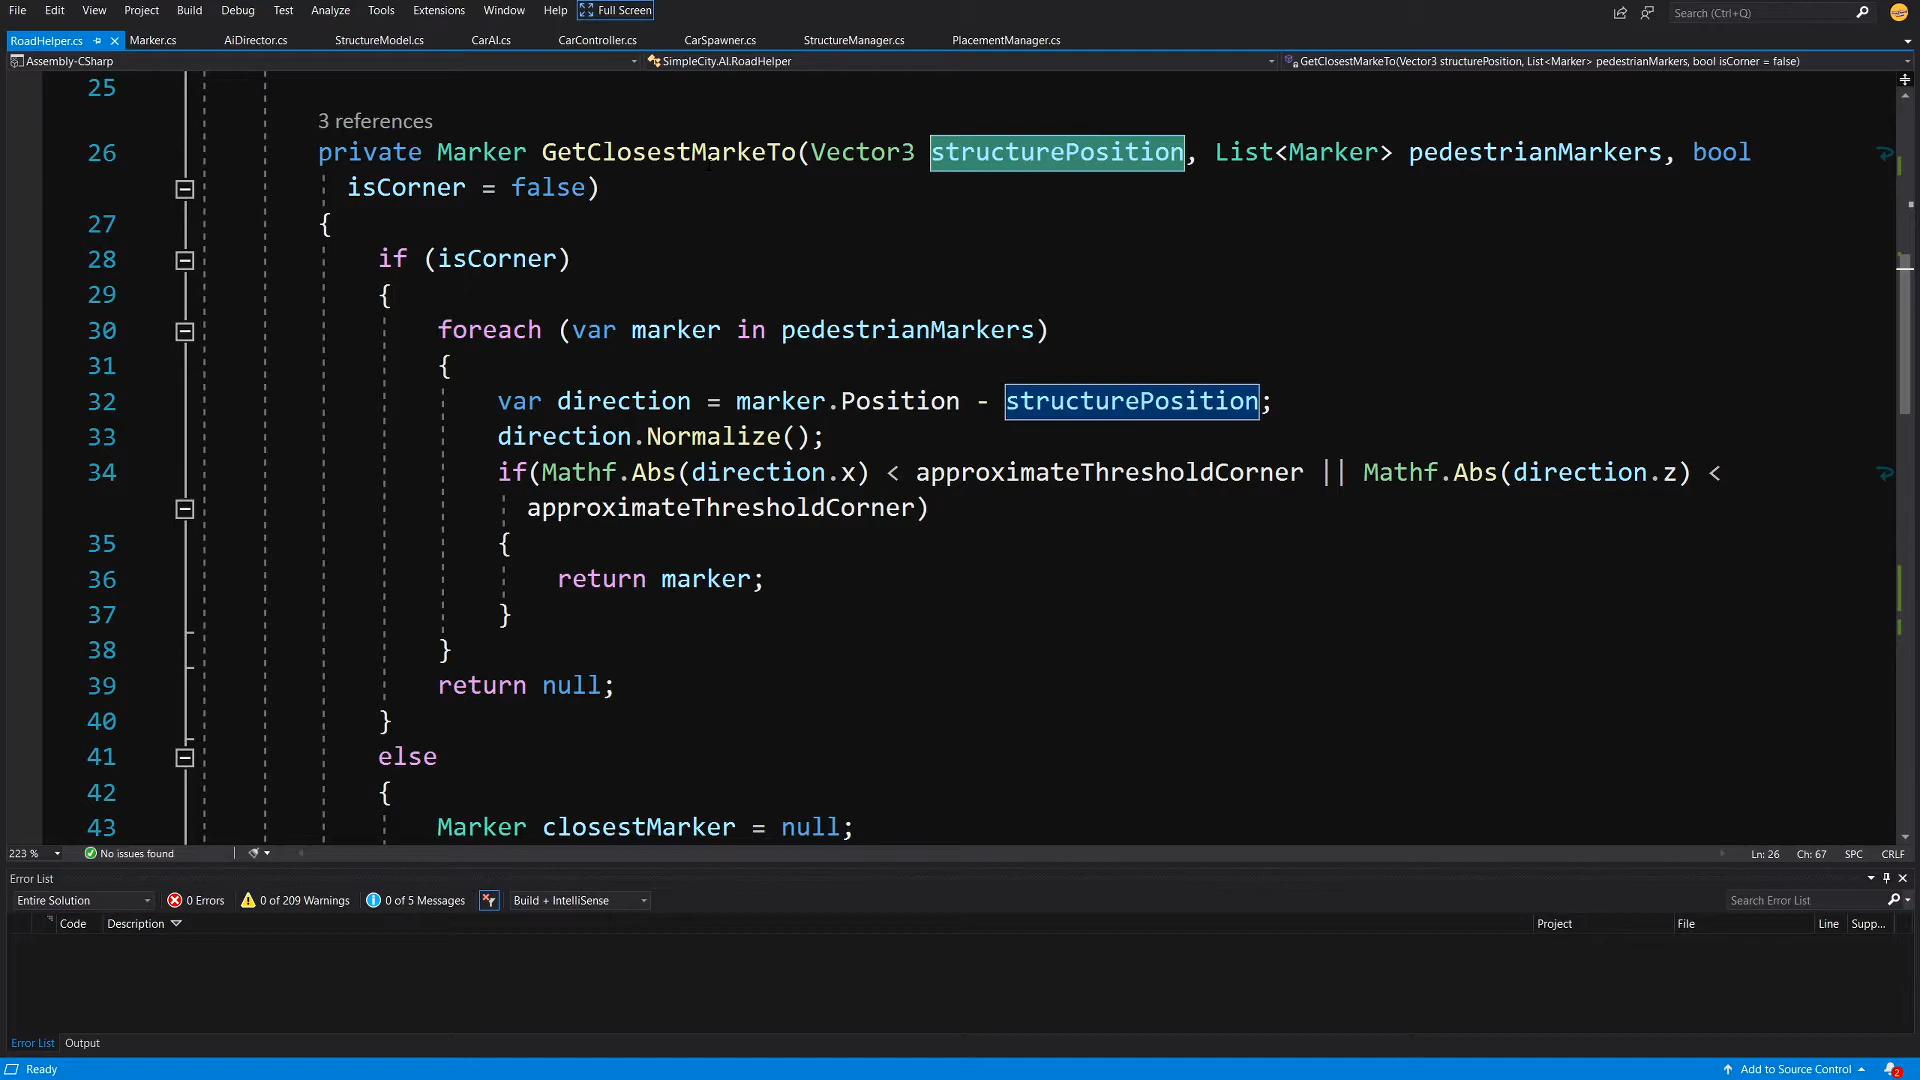 File Edit View Project Build Debug Test Analyze Tools Extensions Window Help Full Screen Search (Ctrl+Q)
RoadHelper.cs Marker.cs AiDirector.cs StructureModel.cs CarAI.cs CarController.cs CarSpawner.cs StructureManager.cs PlacementManager.cs
Assembly-CSharp SimpleCity.AI.RoadHelper GetClosestMarkeTo(Vector3 structurePosition, List<Marker> pedestrianMarkers, bool isCorner = false)
25
3 references
26 private Marker GetClosestMarkeTo(Vector3 structurePosition, List<Marker> pedestrianMarkers, bool
isCorner = false)
27 {
28 if (isCorner)
29 {
30 foreach (var marker in pedestrianMarkers)
31 {
32 var direction = marker.Position - structurePosition;
33 direction.Normalize();
34 if(Mathf.Abs(direction.x) < approximateThresholdCorner || Mathf.Abs(direction.z) <
approximateThresholdCorner)
35 {
36 return marker;
37 }
38 }
39 return null;
40 }
41 else
42 {
43 Marker closestMarker = null;
223 % No issues found Ln: 26 Ch: 67 SPC CRLF
Error List
Entire Solution 0 Errors 0 of 209 Warnings 0 of 5 Messages Build + IntelliSense Search Error List
Code Description Project File Line Supp...
Error List Output
Ready Add to Source Control 2